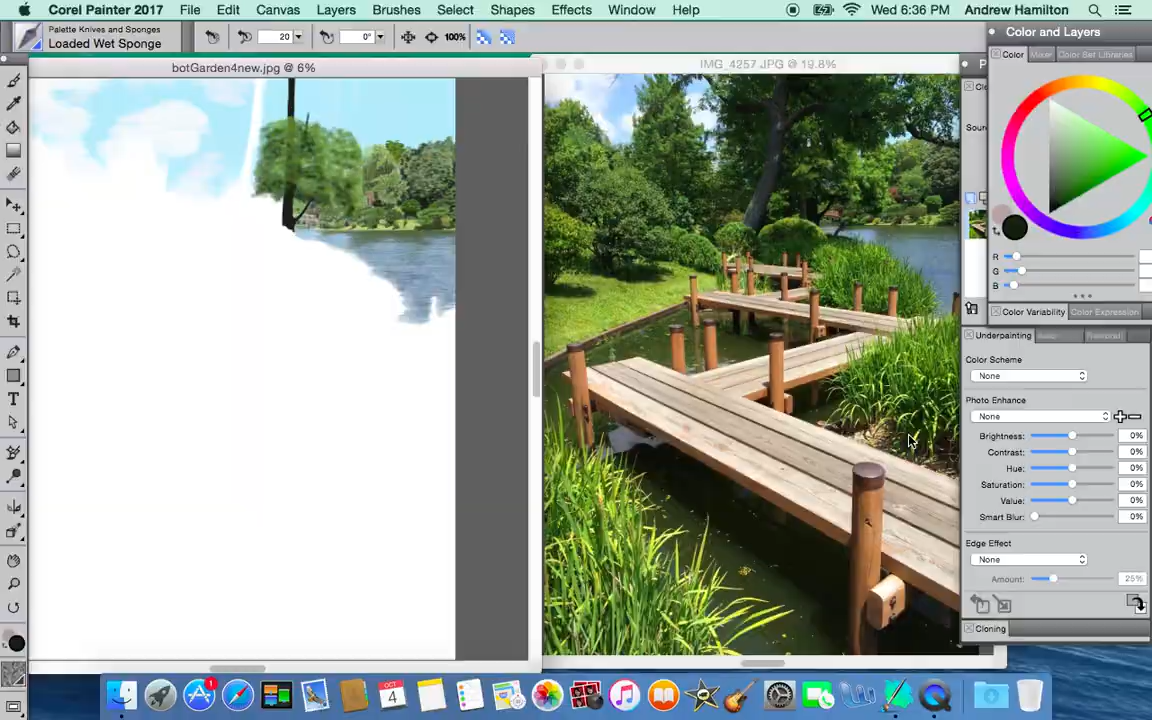 Corel Painter 2017 File Edit Canvas Layers Brushes Select Shapes Effects Window Help Wed 6:36 PM Andrew Hamilton
Palette Knives and Sponges
Loaded Wet Sponge
20
0°
100%
Color and Layers
botGarden4new.jpg @ 6%
IMG_4257.JPG @ 19.8%
Color Mixer Color Set Libraries
R
G
B
Color Variability Color Expression
Underpainting
Color Scheme
None
Photo Enhance
None
Brightness: 0%
Contrast: 0%
Hue: 0%
Saturation: 0%
Value: 0%
Smart Blur: 0%
Edge Effect
None
Amount: 25%
Cloning
OCT
4
1